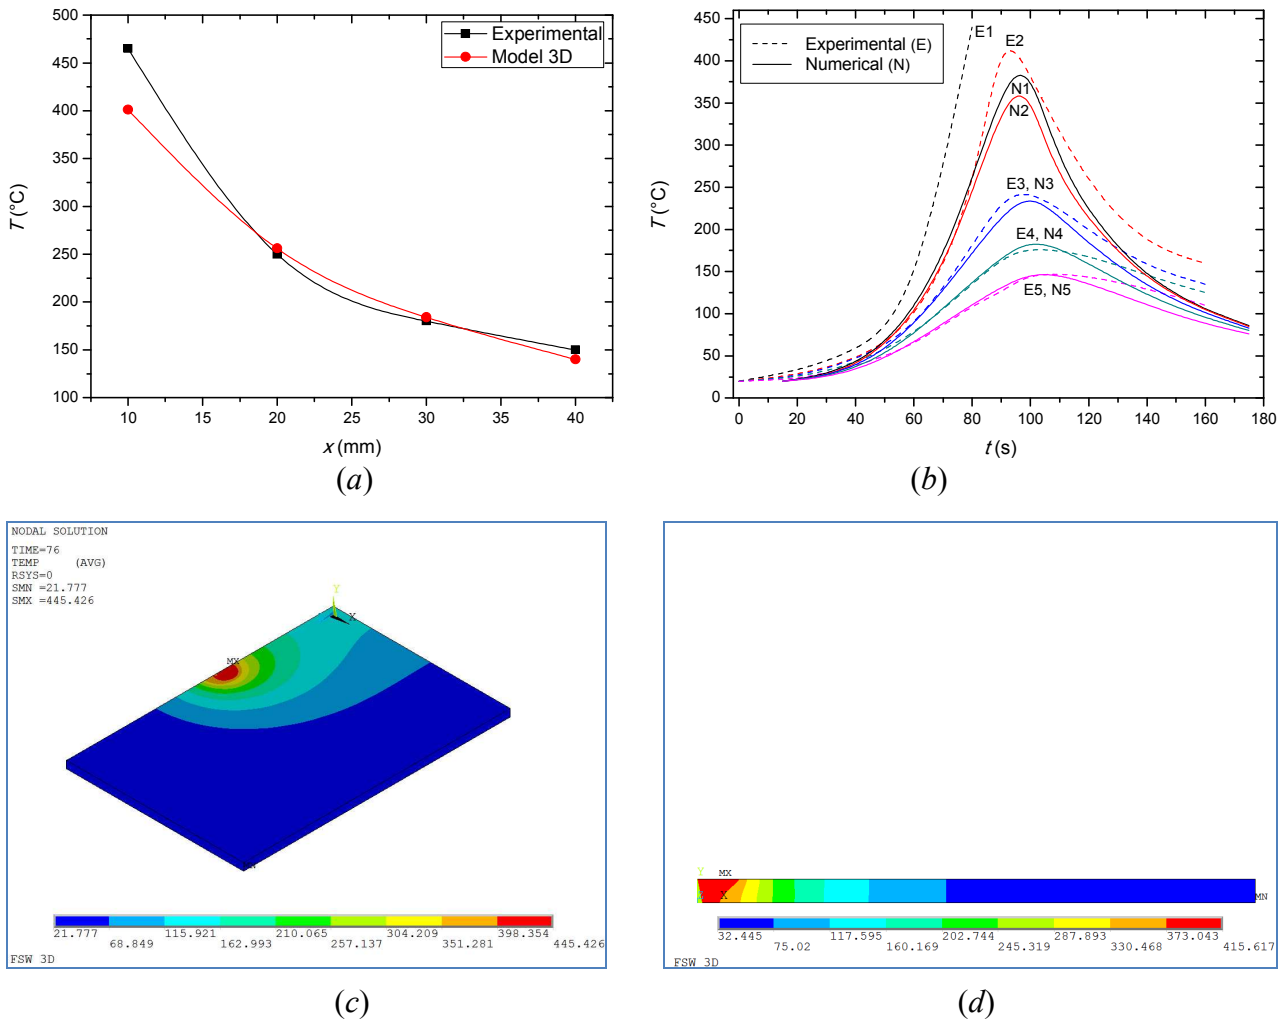 500
450
400
350
300
250
200
150
100
10
15
20
25
30
35
40
T (°C)
x (mm)
Experimental
Model 3D
(a)
450
400
350
300
250
200
150
100
50
0
0
20
40
60
80
100
120
140
160
180
T (°C)
t (s)
Experimental (E)
Numerical (N)
E1
E2
N1
N2
E3, N3
E4, N4
E5, N5
(b)
NODAL SOLUTION
TIME=76
TEMP (AVG)
RSYS=0
SMN =21.777
SMX =445.426
Y
X
MX
MN
21.777
68.849
115.921
162.993
210.065
257.137
304.209
351.281
398.354
445.426
FSW 3D
(c)
Y
MX
X
MN
32.445
75.02
117.595
160.169
202.744
245.319
287.893
330.468
373.043
415.617
FSW 3D
(d)